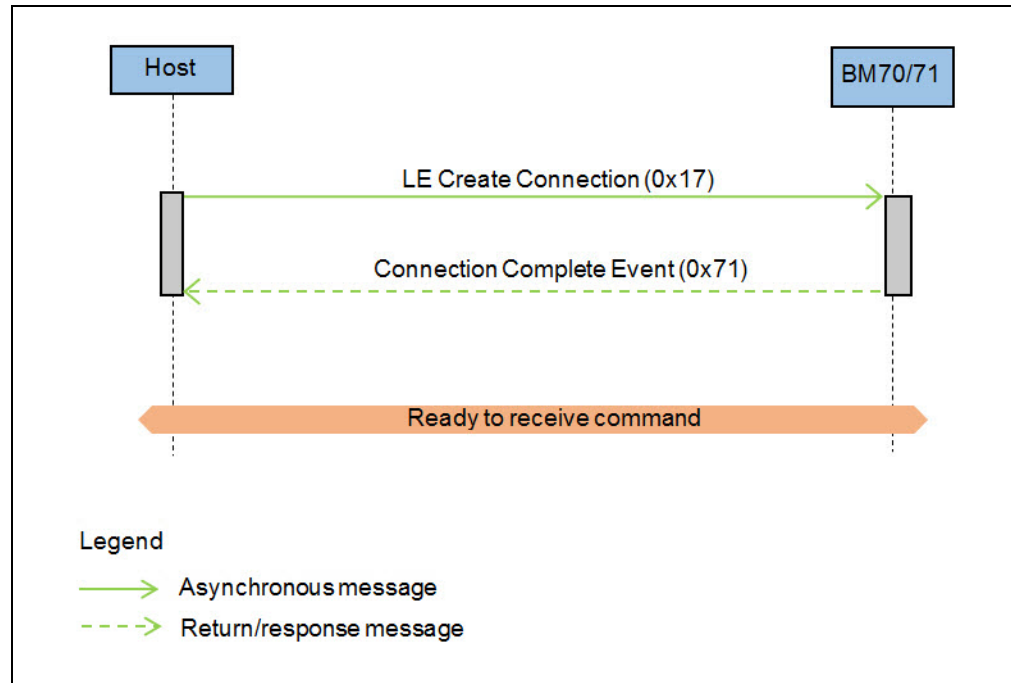 Host
BM70/71
LE Create Connection (0x17)
Connection Complete Event (0x71)
Ready to receive command
Legend
Asynchronous message
Return/response message